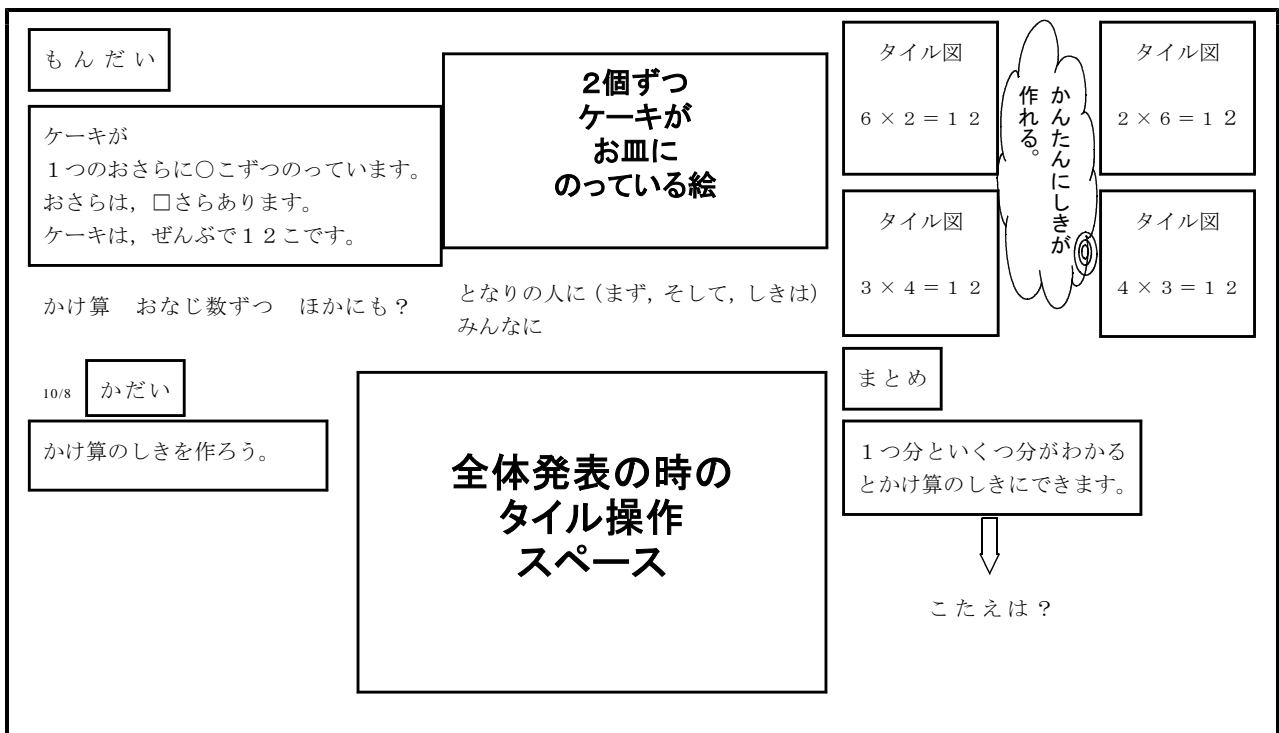 もんだい
ケーキが
1つのおさらに○こずつのっています。
おさらは,□さらあります。
ケーキは,ぜんぶで12こです。
かけ算　おなじ数ずつ　ほかにも?
10/8
かだい
かけ算のしきを作ろう。
2個ずつ
ケーキが
お皿に
のっている絵
となりの人に(まず,そして,しきは)
みんなに
全体発表の時の
タイル操作
スペース
タイル図
6×2=12
タイル図
3×4=12
かんたんにしきが
作れる。
タイル図
2×6=12
タイル図
4×3=12
まとめ
1つ分といくつ分がわかる
とかけ算のしきにできます。
こたえは?